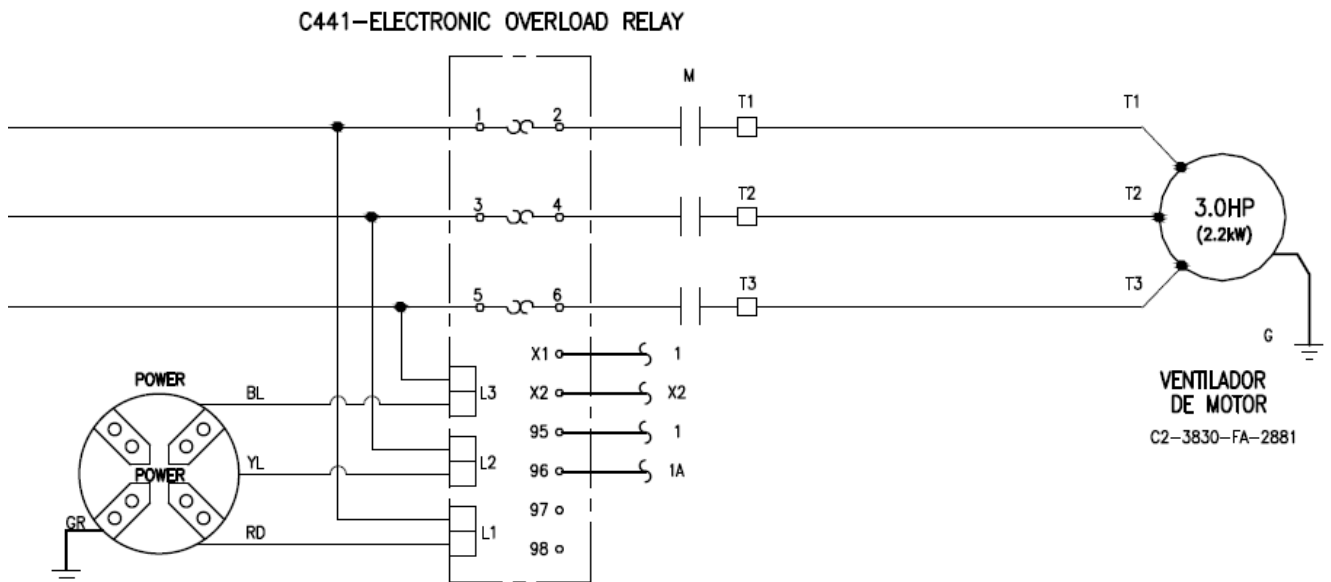 C441-ELECTRONIC OVERLOAD RELAY
M
1 2 T1 T1
3 4 T2 T2
3.0HP
(2.2kW)
5 6 T3 T3
G
X1 1
L3 X2 X2
95 1
L2 96 1A
97
L1 98
POWER
BL
POWER
YL
GR
RD
VENTILADOR
DE MOTOR
C2-3830-FA-2881